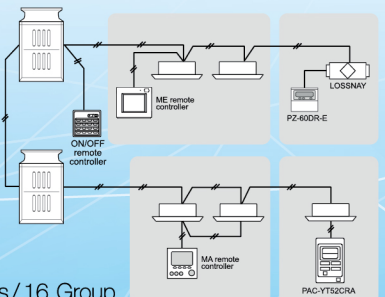 ME remote
controller
LOSSNAY
PZ-60DR-E
ON/OFF
remote
controller
MA remote
controller
PAC-YT52CRA
s/16 Group